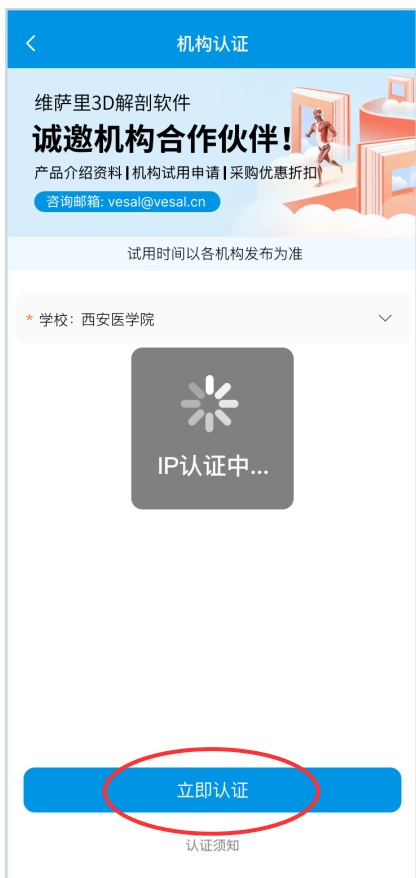 机构认证
维萨里3D解剖软件
诚邀机构合作伙伴！
产品介绍资料|机构试用申请|采购优惠折扣
咨询邮箱: vesal@vesal.cn
试用时间以各机构发布为准
* 学校：西安医学院
IP认证中...
立即认证
认证须知